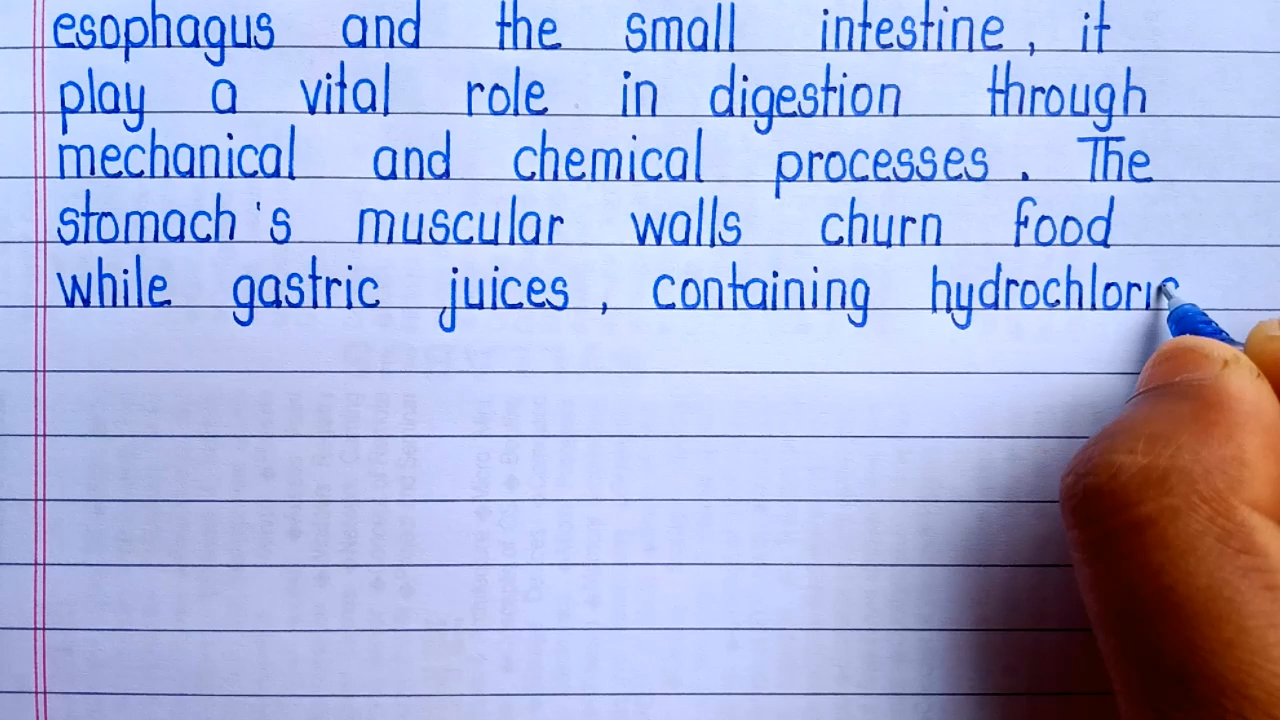 esophagus and the small intestine, it
play a vital role in digestion through
mechanical and chemical processes. The
stomach's muscular walls churn food
while gastric juices, containing hydrochloric